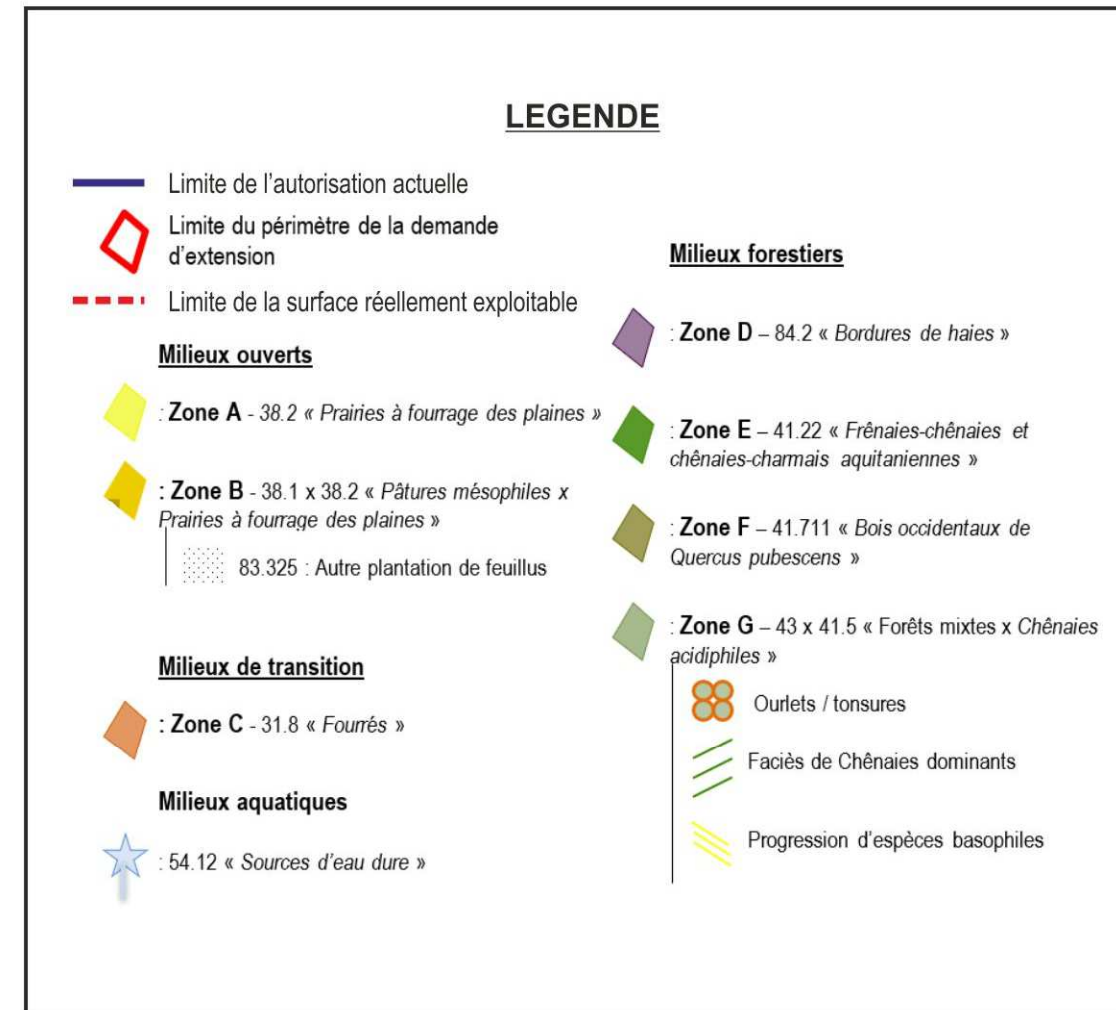 LEGENDE
Limite de l'autorisation actuelle
Limite du périmètre de la demande
d'extension
Limite de la surface réellement exploitable
Milieux ouverts
: Zone A - 38.2 « Prairies à fourrage des plaines »
: Zone B - 38.1 x 38.2 « Pâtures mésophiles x
Prairies à fourrage des plaines »
83.325 : Autre plantation de feuillus
Milieux de transition
: Zone C - 31.8 « Fourrés »
Milieux aquatiques
: 54.12 « Sources d'eau dure »
Milieux forestiers
: Zone D – 84.2 « Bordures de haies »
: Zone E – 41.22 « Frênaies-chênaies et
chênaies-charmais aquitaniennes »
: Zone F – 41.711 « Bois occidentaux de
Quercus pubescens »
: Zone G – 43 x 41.5 « Forêts mixtes x Chênaies
acidiphiles »
Ourlets / tonsures
Faciès de Chênaies dominants
Progression d'espèces basophiles